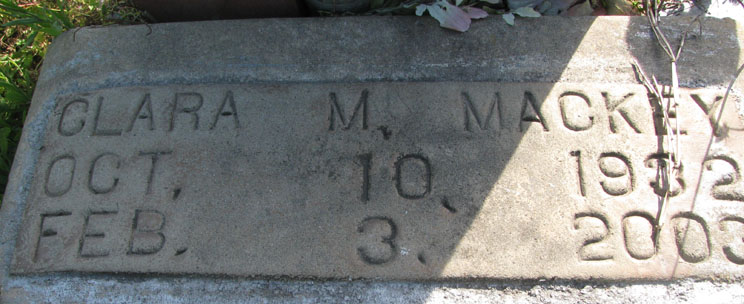 CLARA M. MACKEY
OCT. 10. 1932
FEB. 3. 2003